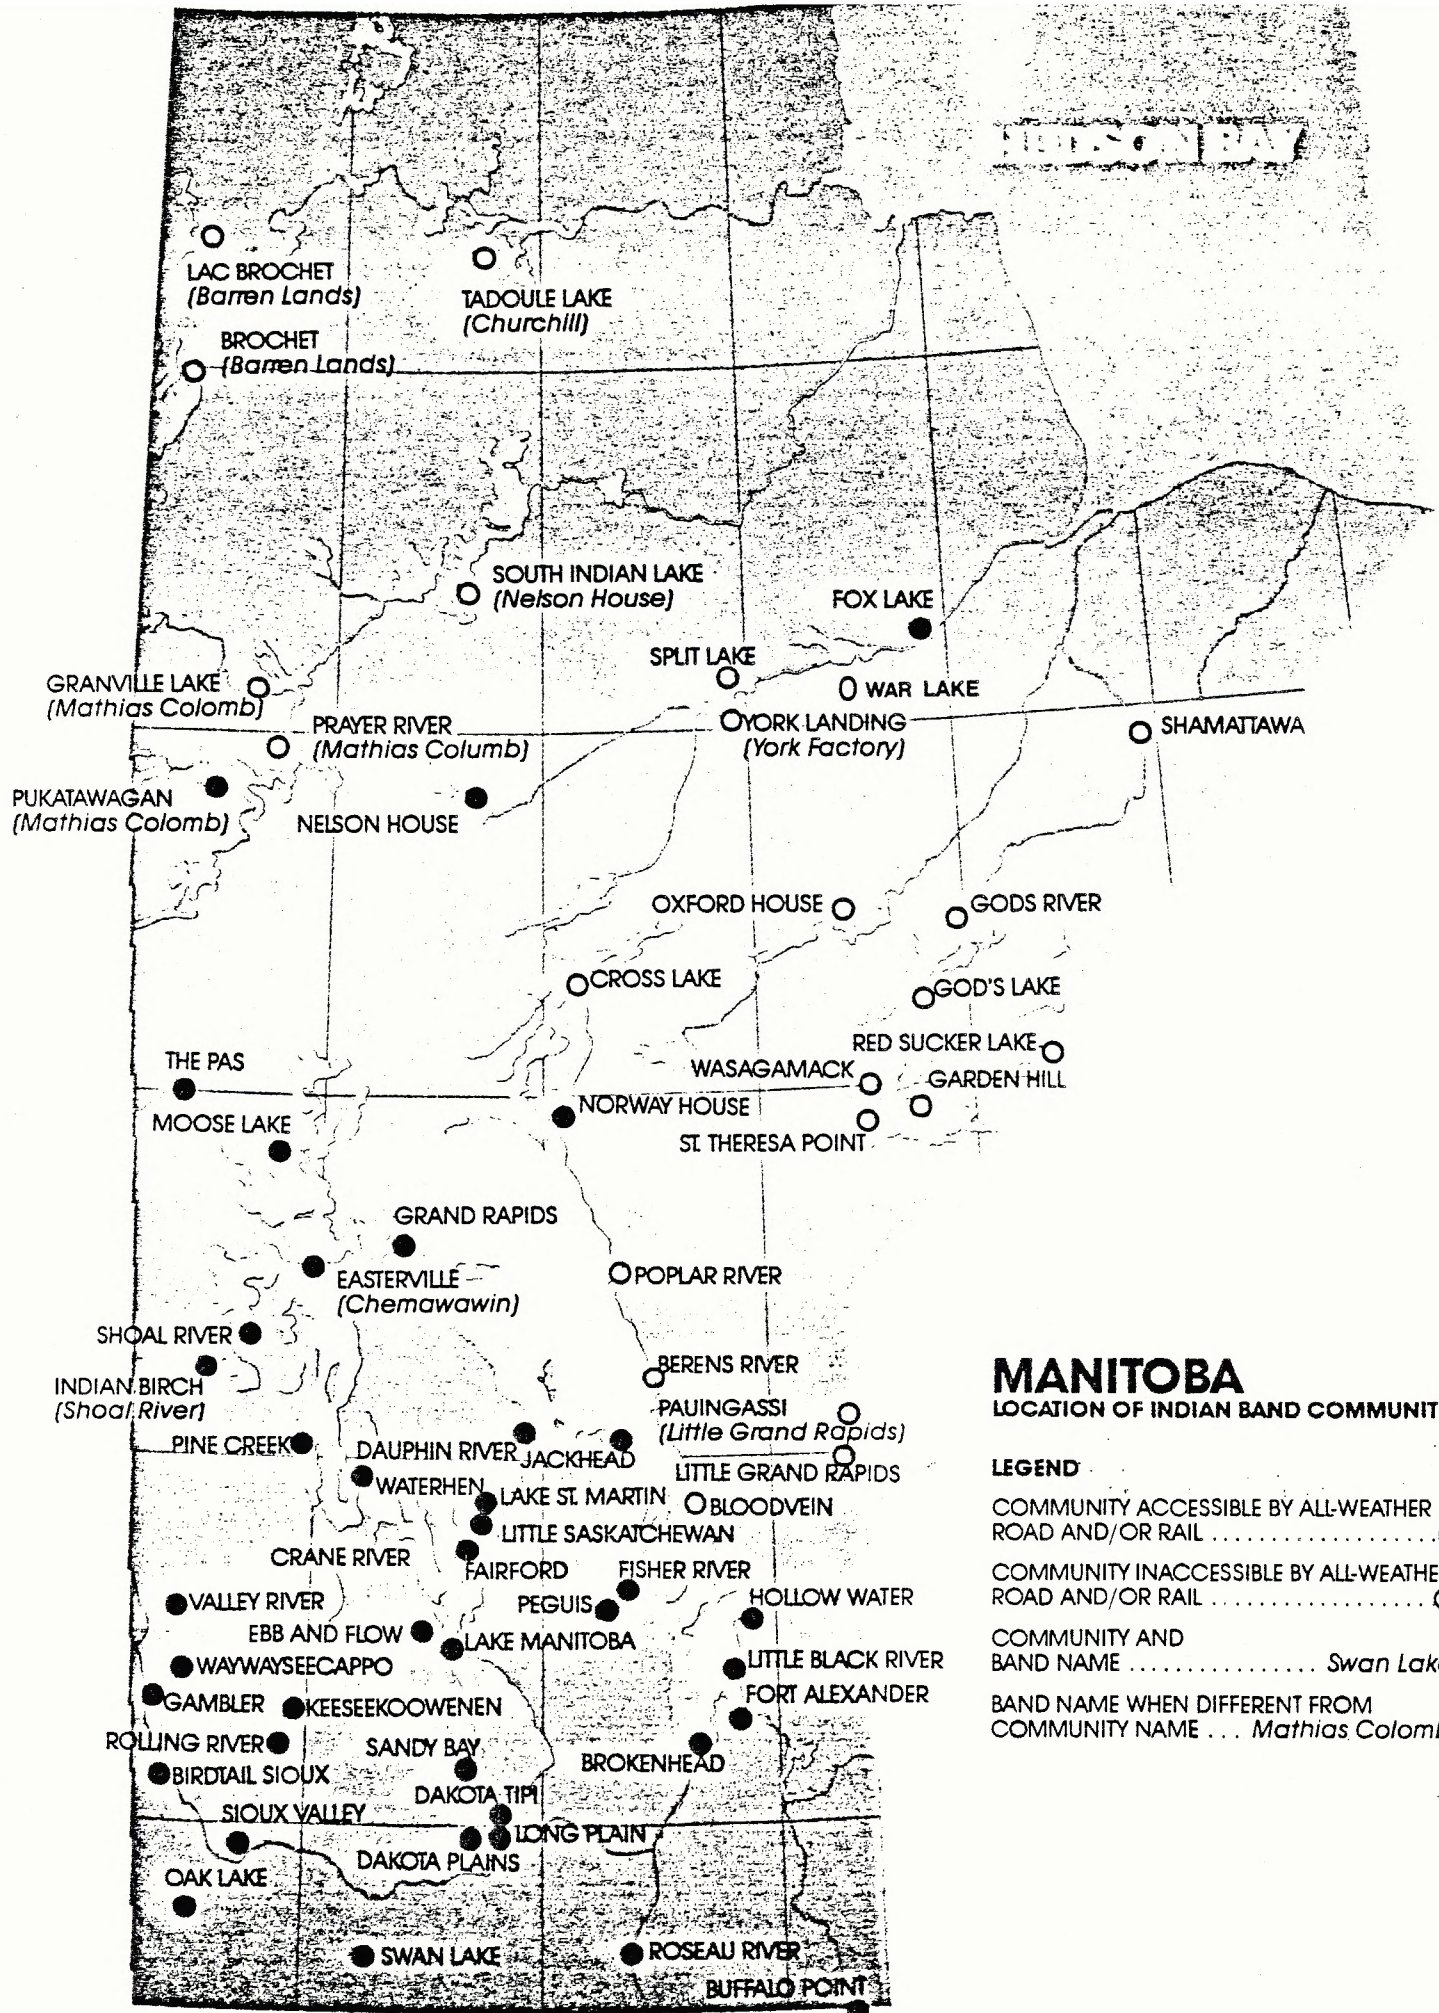 HUDSON BAY
LAC BROCHET
(Barren Lands)
TADOULE LAKE
(Churchill)
BROCHET
(Barren Lands)
SOUTH INDIAN LAKE
(Nelson House)
FOX LAKE
SPLIT LAKE
GRANVILLE LAKE
(Mathias Colomb)
WAR LAKE
PRAYER RIVER
(Mathias Columb)
YORK LANDING
(York Factory)
SHAMATTAWA
PUKATAWAGAN
(Mathias Colomb)
NELSON HOUSE
OXFORD HOUSE
GODS RIVER
CROSS LAKE
GOD'S LAKE
RED SUCKER LAKE
THE PAS
WASAGAMACK
GARDEN HILL
NORWAY HOUSE
MOOSE LAKE
ST. THERESA POINT
GRAND RAPIDS
EASTERVILLE
(Chemawawin)
POPLAR RIVER
SHOAL RIVER
BERENS RIVER
INDIAN BIRCH
(Shoal River)
PAUINGASSI
(Little Grand Rapids)
PINE CREEK
DAUPHIN RIVER
JACKHEAD
LITTLE GRAND RAPIDS
WATERHEN
LAKE ST. MARTIN
BLOODVEIN
LITTLE SASKATCHEWAN
CRANE RIVER
FAIRFORD
FISHER RIVER
VALLEY RIVER
PEGUIS
HOLLOW WATER
EBB AND FLOW
LAKE MANITOBA
WAYWAYSEECAPPO
LITTLE BLACK RIVER
GAMBLER
KEESEEKOOWENEN
FORT ALEXANDER
ROLLING RIVER
SANDY BAY
BROKENHEAD
BIRDTAIL SIOUX
DAKOTA TIPI
SIOUX VALLEY
LONG PLAIN
DAKOTA PLAINS
OAK LAKE
SWAN LAKE
ROSEAU RIVER
BUFFALO POINT
MANITOBA
LOCATION OF INDIAN BAND COMMUNIT
LEGEND
COMMUNITY ACCESSIBLE BY ALL-WEATHER
ROAD AND/OR RAIL ...................
COMMUNITY INACCESSIBLE BY ALL-WEATHE
ROAD AND/OR RAIL ...................
COMMUNITY AND
BAND NAME ................ Swan Lak
BAND NAME WHEN DIFFERENT FROM
COMMUNITY NAME ... Mathias Colom